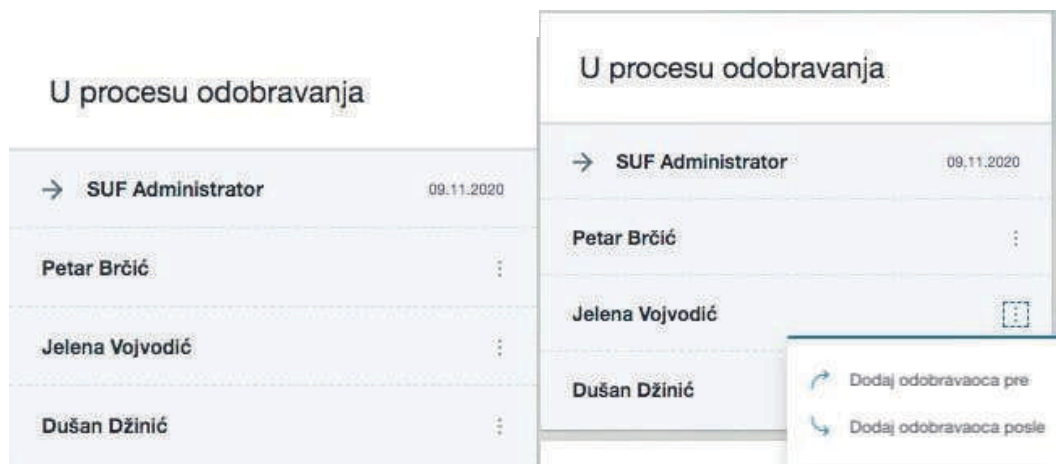 U procesu odobravanja
→ SUF Administrator 09.11.2020
Petar Brčić
Jelena Vojvodić
Dušan Džinić
U procesu odobravanja
→ SUF Administrator 09.11.2020
Petar Brčić
Jelena Vojvodić
Dušan Džinić
Dodaj odobravaoca pre
Dodaj odobravaoca posle